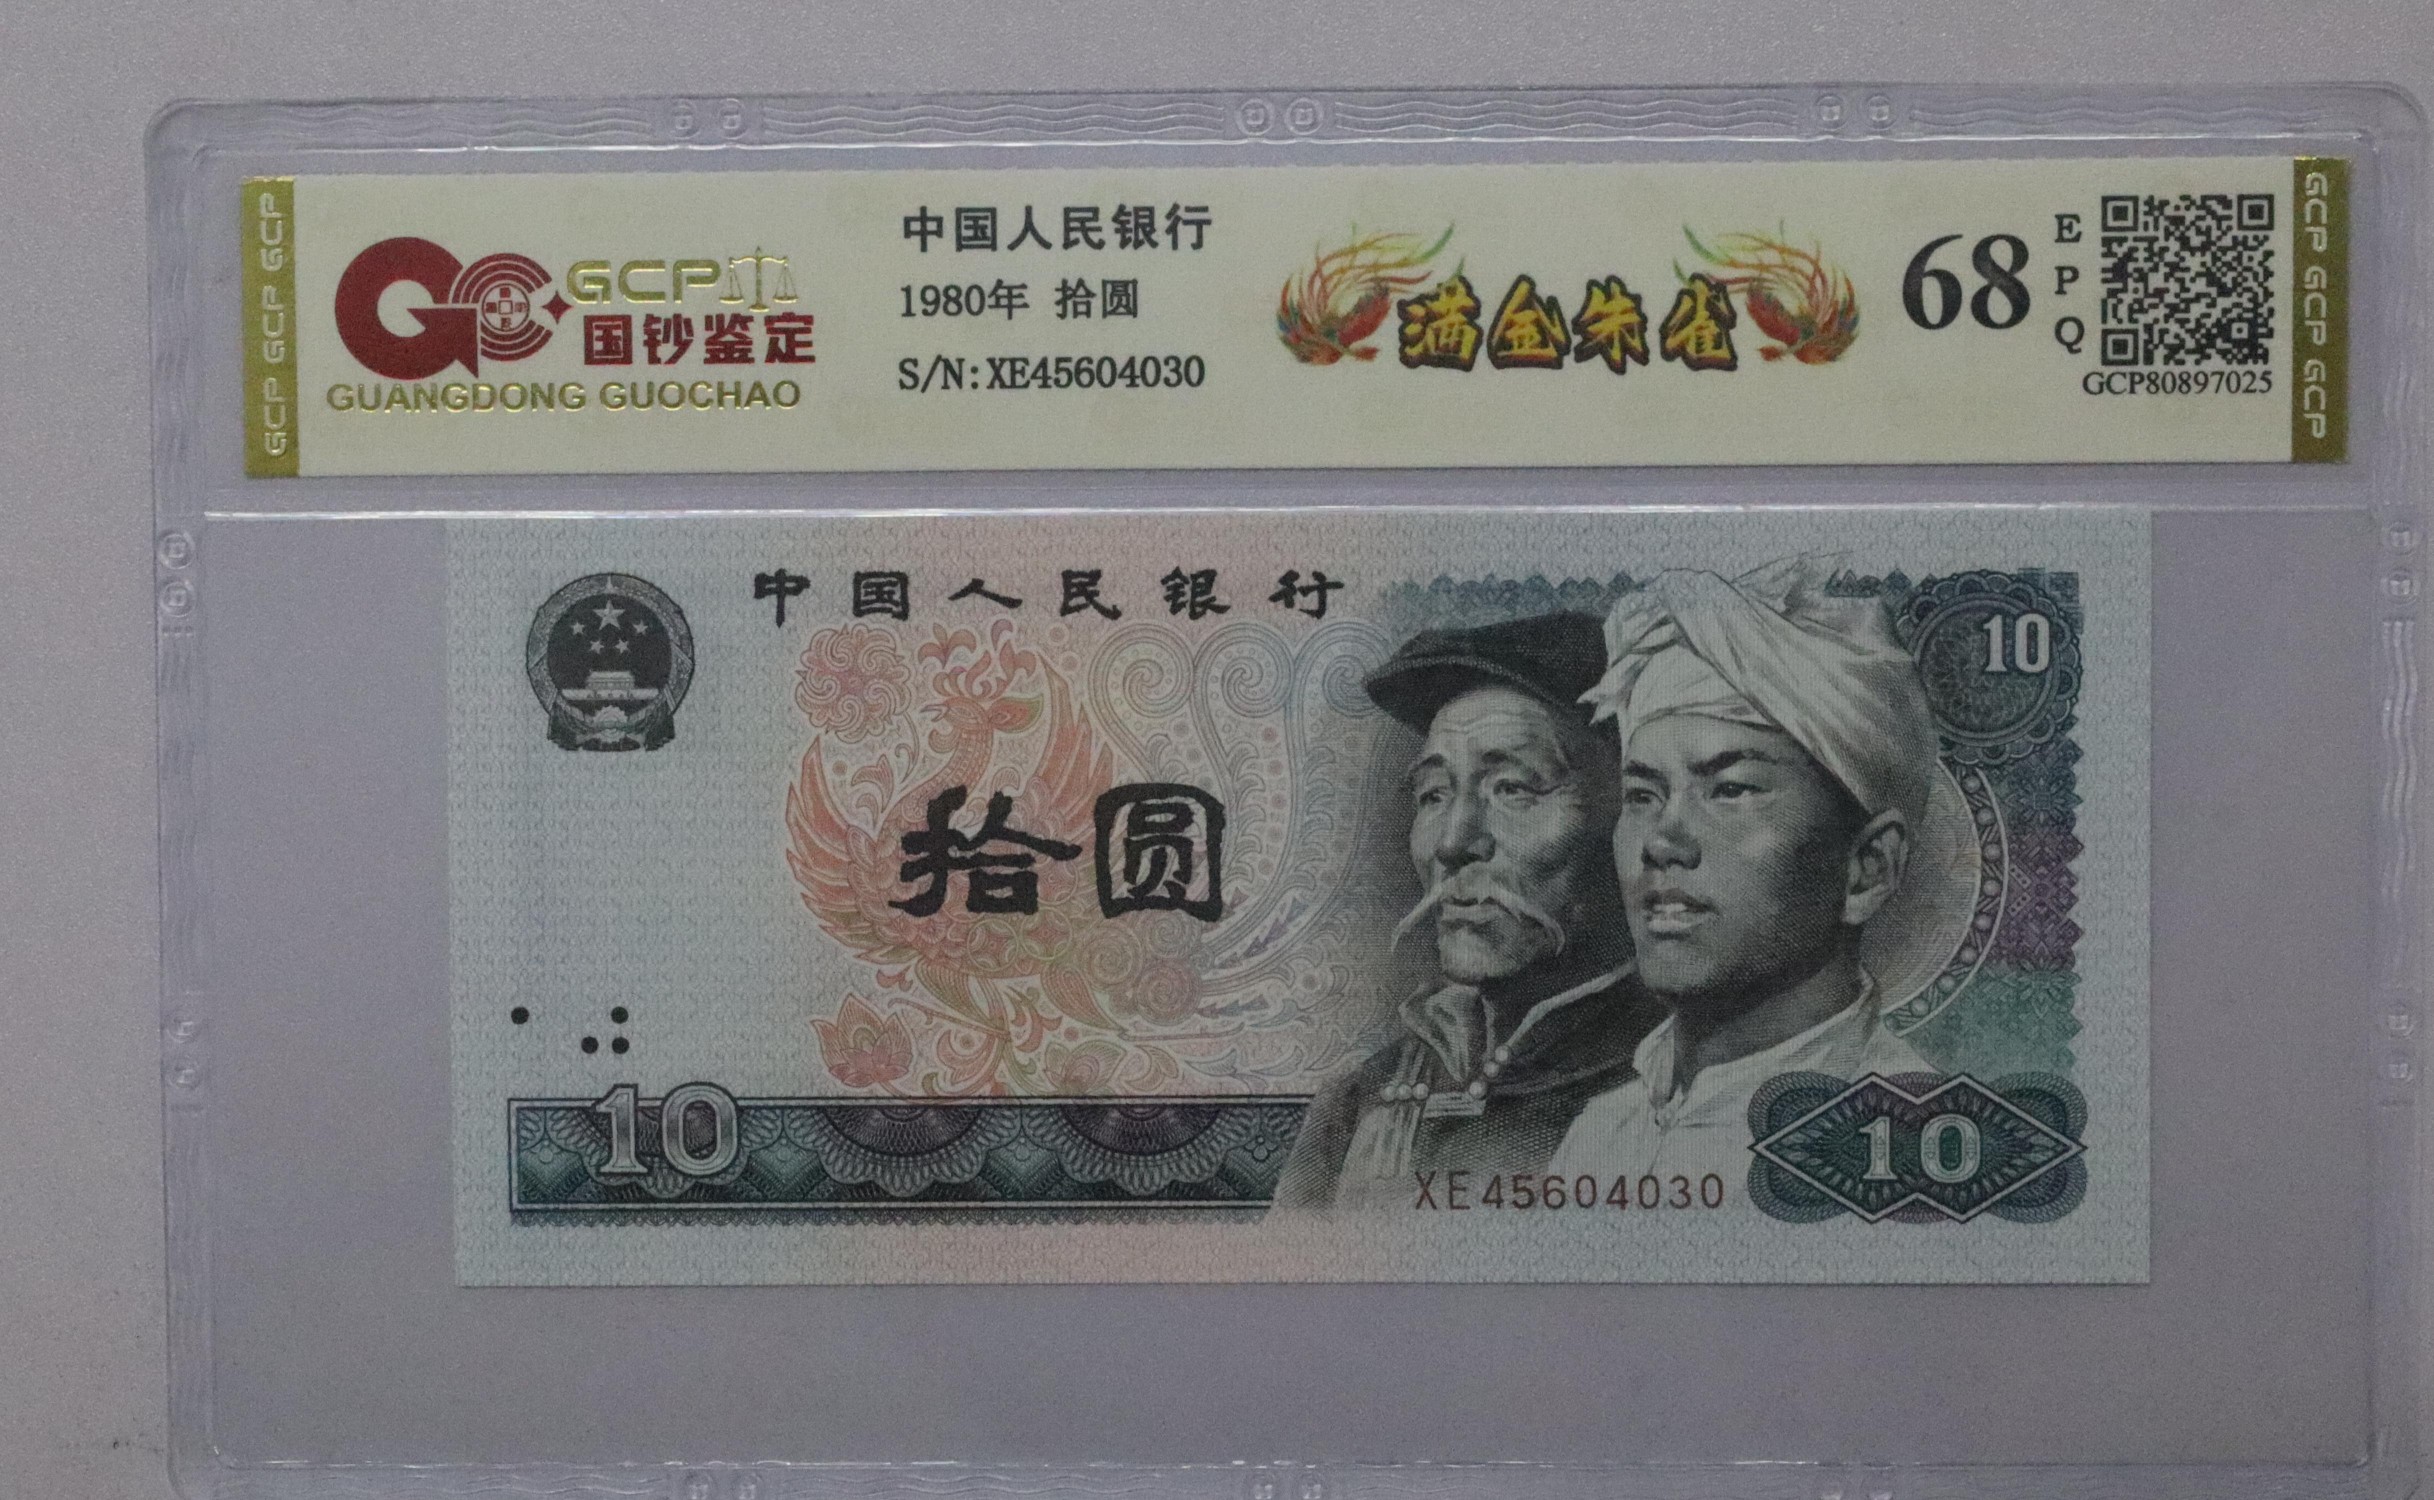 GCP GCP GCP
GCP
国钞鉴定
GUANGDONG GUOCHAO
中国人民银行
1980年 拾圆
S/N: XE45604030
满金朱雀
68
E
P
Q
GCP80897025
GCP GCP GCP
中国人民银行
10
拾圆
10
XE45604030
10